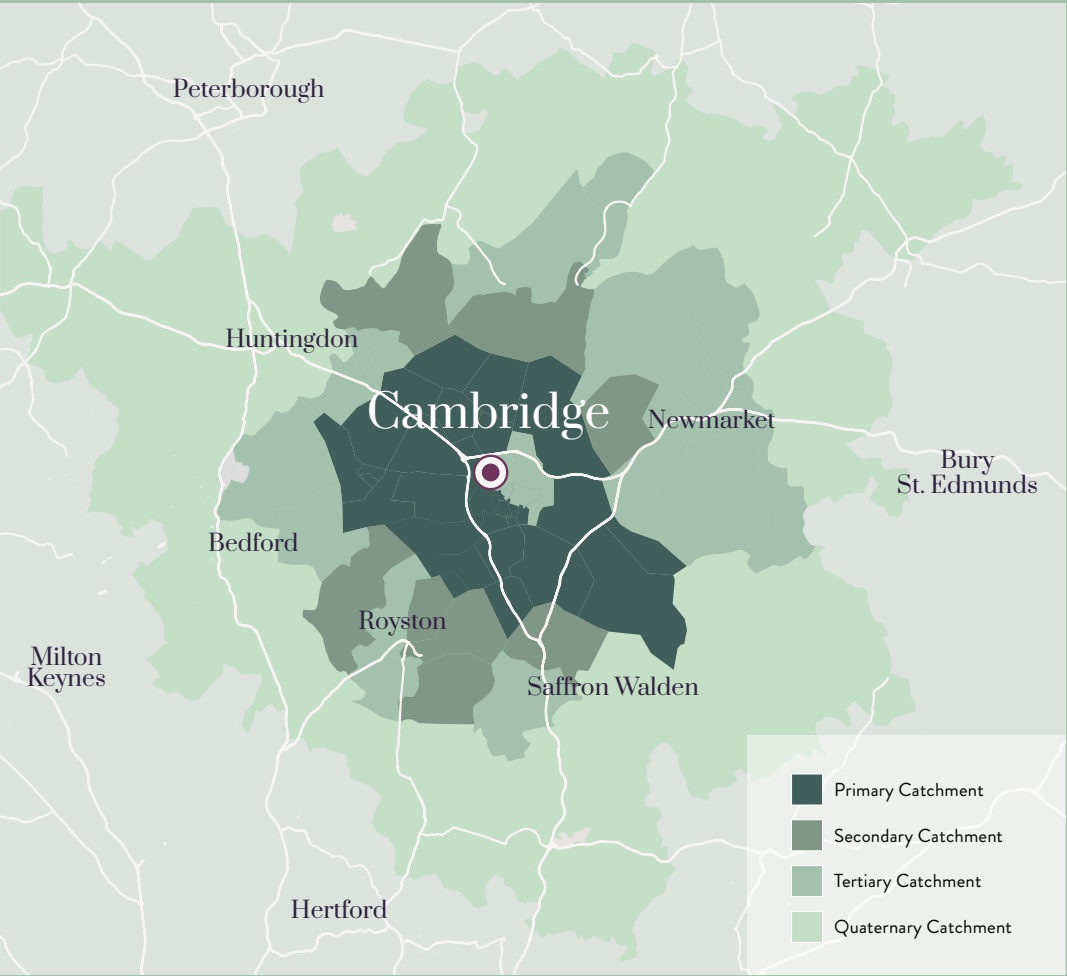 Peterborough
Huntingdon
Cambridge
Newmarket
Bury
St. Edmunds
Bedford
Royston
Milton
Keynes
Saffron Walden
Hertford
Primary Catchment
Secondary Catchment
Tertiary Catchment
Quaternary Catchment